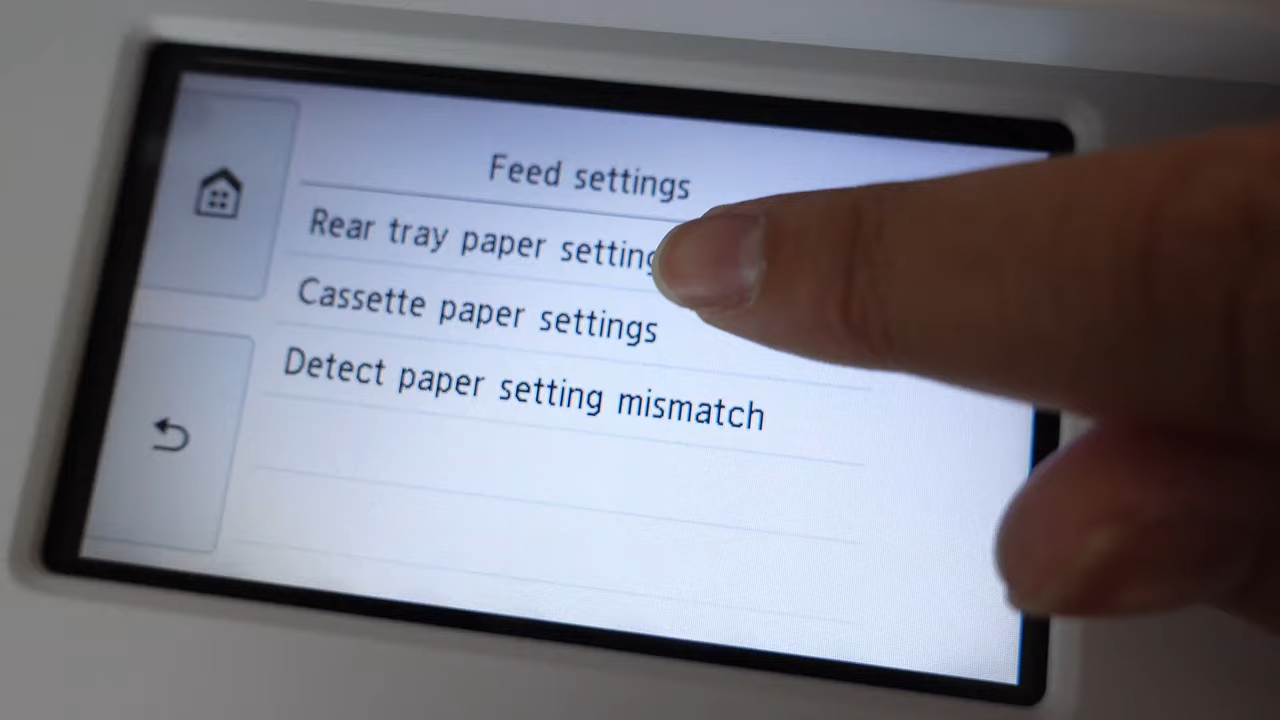 Feed settings
Rear tray paper setting
Cassette paper settings
Detect paper setting mismatch